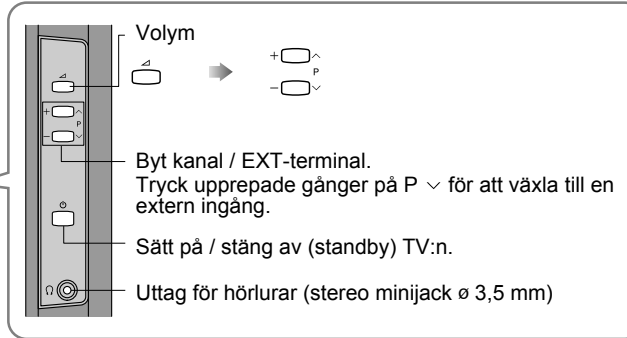 Volym
+ P −
+ P −
Byt kanal / EXT-terminal.
Tryck upprepade gånger på P ∨ för att växla till en
extern ingång.
Sätt på / stäng av (standby) TV:n.
Uttag för hörlurar (stereo minijack ø 3,5 mm)